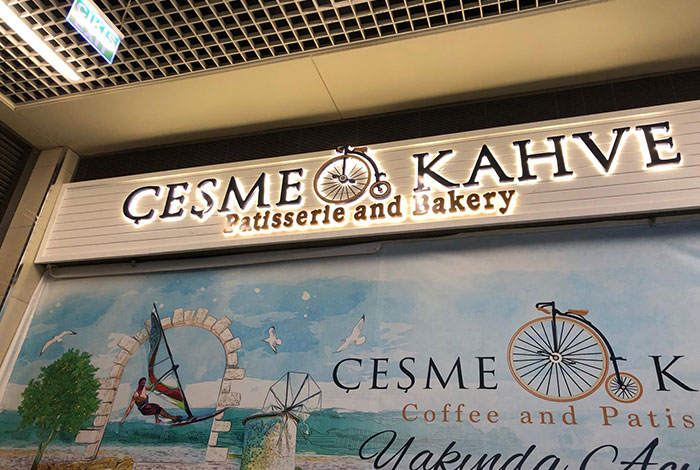 ÇEŞME KAHVE
Patisserie and Bakery
ÇEŞME K
Coffee and Patis
Yakında